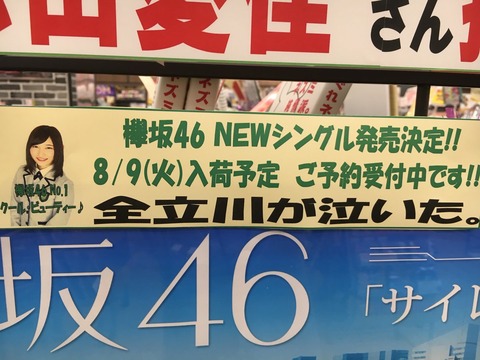 山愛佳さん
欅坂46 NEWシングル発売決定!!
8/9(火)入荷予定 ご予約受付中です!!
欅坂46 No.1
クール、ビューティー♪
全立川が泣いた。
坂46「サイレ